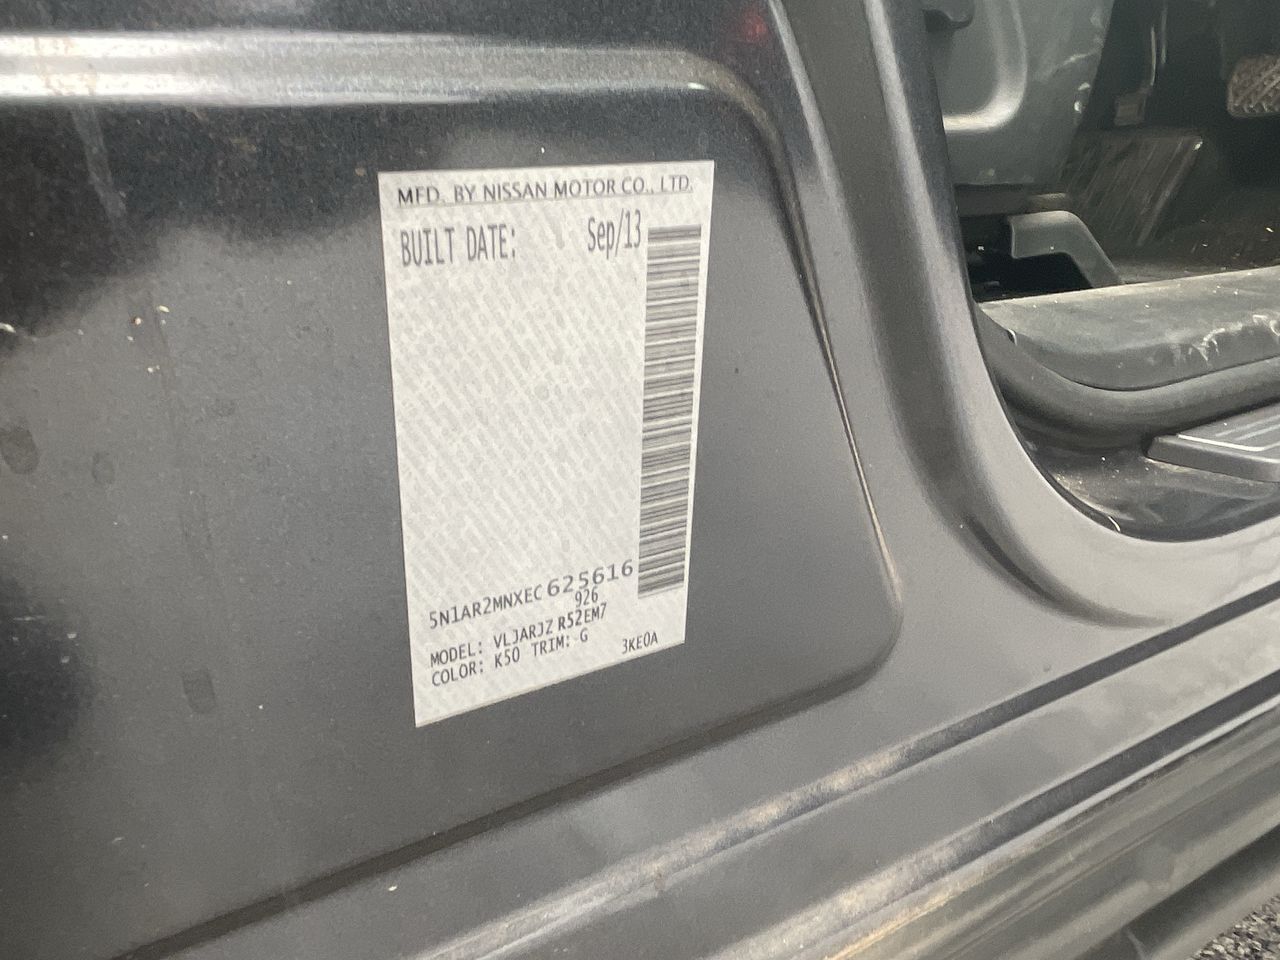 MFD. BY NISSAN MOTOR CO., LTD.
BUILT DATE: Sep/13
5N1AR2MNXEC625616
926
MODEL: VLJARJZ R52EM7
COLOR: K50 TRIM: G 3KE0A